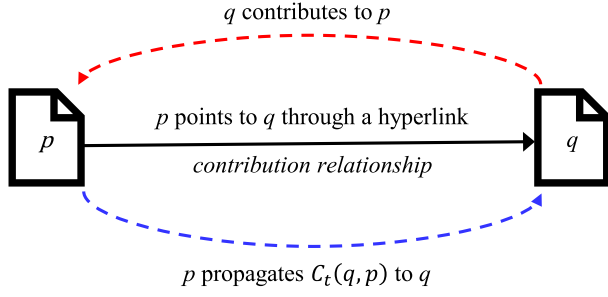 q contributes to p
p points to q through a hyperlink
p
q
contribution relationship
p propagates C_t(q, p) to q